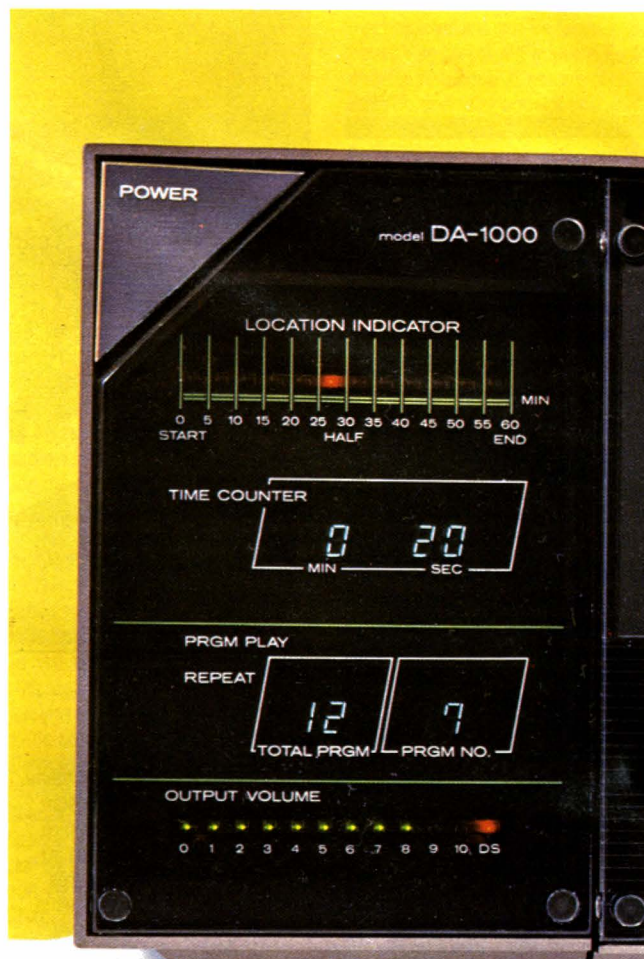 POWER
model DA-1000
LOCATION INDICATOR
MIN
0 5 10 15 20 25 30 35 40 45 50 55 60
START HALF END
TIME COUNTER
0 20
MIN SEC
PRGM PLAY
REPEAT
12 7
TOTAL PRGM PRGM NO.
OUTPUT VOLUME
0 1 2 3 4 5 6 7 8 9 10 DS